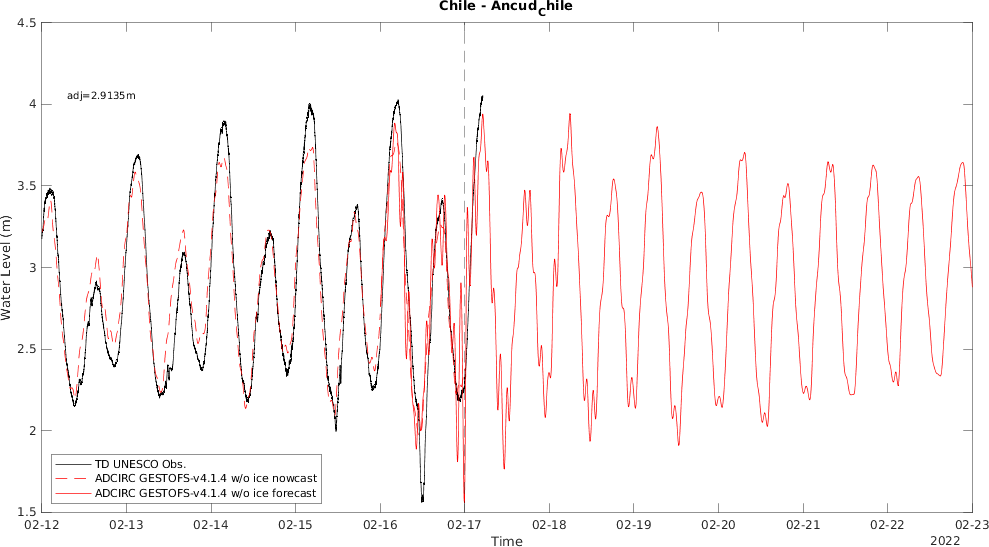 Chile - Ancud_Chile
4.5
4
3.5
3
2.5
2
1.5
Water Level (m)
adj=2.9135m
TD UNESCO Obs.
ADCIRC GESTOFS-v4.1.4 w/o ice nowcast
ADCIRC GESTOFS-v4.1.4 w/o ice forecast
02-12 02-13 02-14 02-15 02-16 02-17 02-18 02-19 02-20 02-21 02-22 02-23
Time
2022